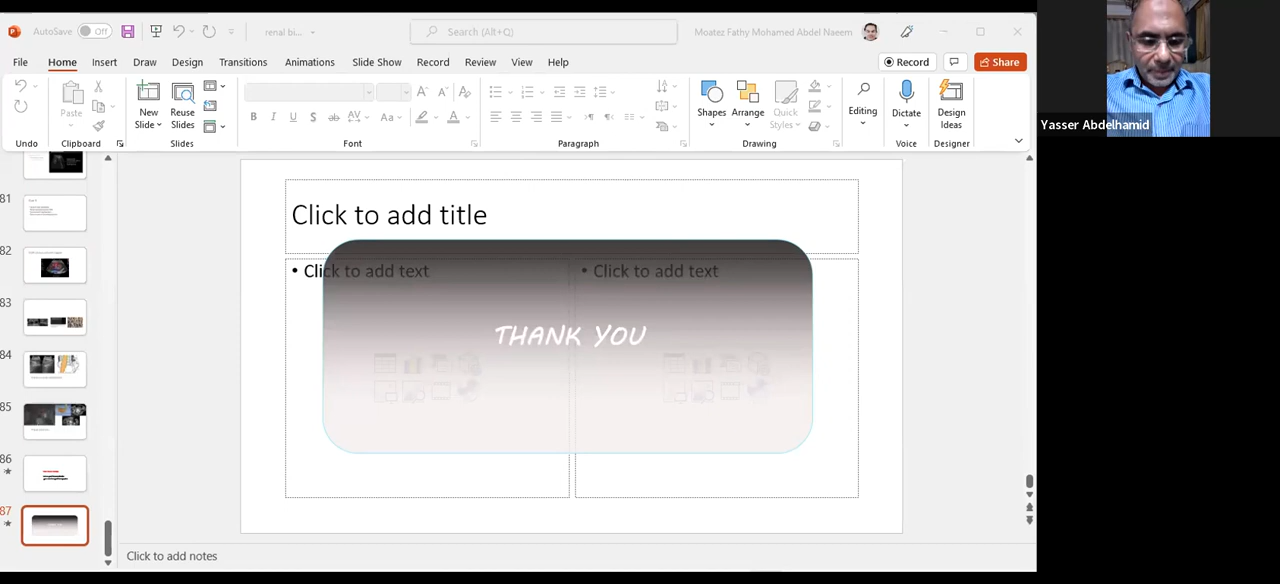 AutoSave
Off
renal bi...
Search (Alt+Q)
Moatez Fathy Mohamed Abdel Naeem
File
Home
Insert
Draw
Design
Transitions
Animations
Slide Show
Record
Review
View
Help
Record
Share
Paste
New
Slide
Reuse
Slides
B
I
U
S
ab
AV
Aa
A
Shapes
Arrange
Quick
Styles
Editing
Dictate
Design
Ideas
Undo
Clipboard
Slides
Font
Paragraph
Drawing
Voice
Designer
Yasser Abdelhamid
81
82
83
84
85
86
87
Click to add title
• Click to add text
• Click to add text
THANK YOU
Click to add notes